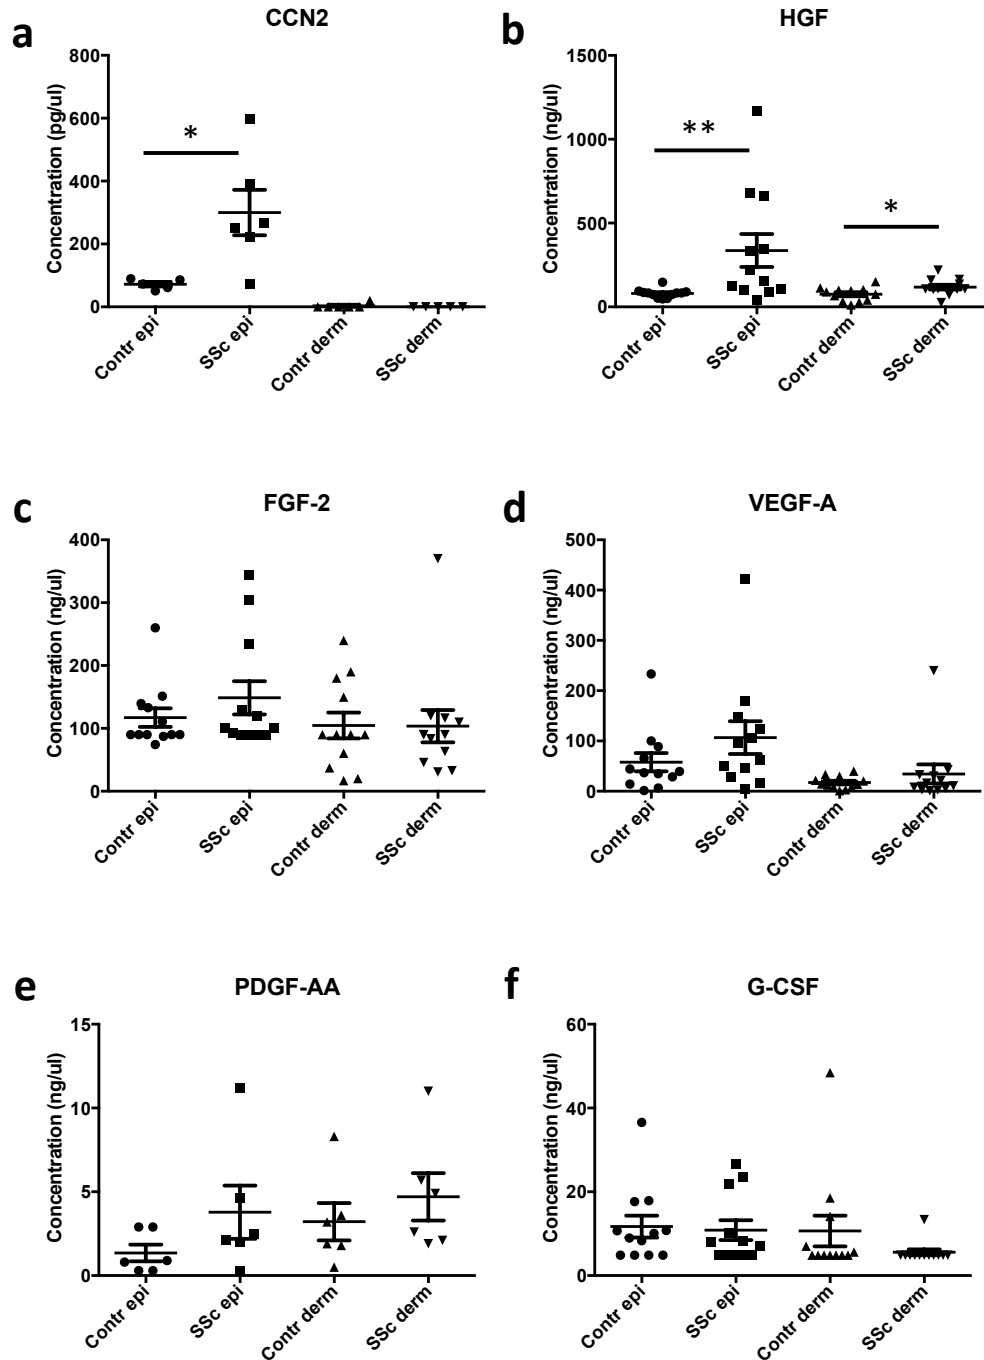 a
CCN2
Concentration (pg/ul)
800
600
400
200
0
*
Contr epi
SSc epi
Contr derm
SSc derm
b
HGF
Concentration (ng/ul)
1500
1000
500
0
**
*
Contr epi
SSc epi
Contr derm
SSc derm
c
FGF-2
Concentration (ng/ul)
400
300
200
100
0
Contr epi
SSc epi
Contr derm
SSc derm
d
VEGF-A
Concentration (ng/ul)
500
400
300
200
100
0
Contr epi
SSc epi
Contr derm
SSc derm
e
PDGF-AA
Concentration (ng/ul)
15
10
5
0
Contr epi
SSc epi
Contr derm
SSc derm
f
G-CSF
Concentration (ng/ul)
60
40
20
0
Contr epi
SSc epi
Contr derm
SSc derm